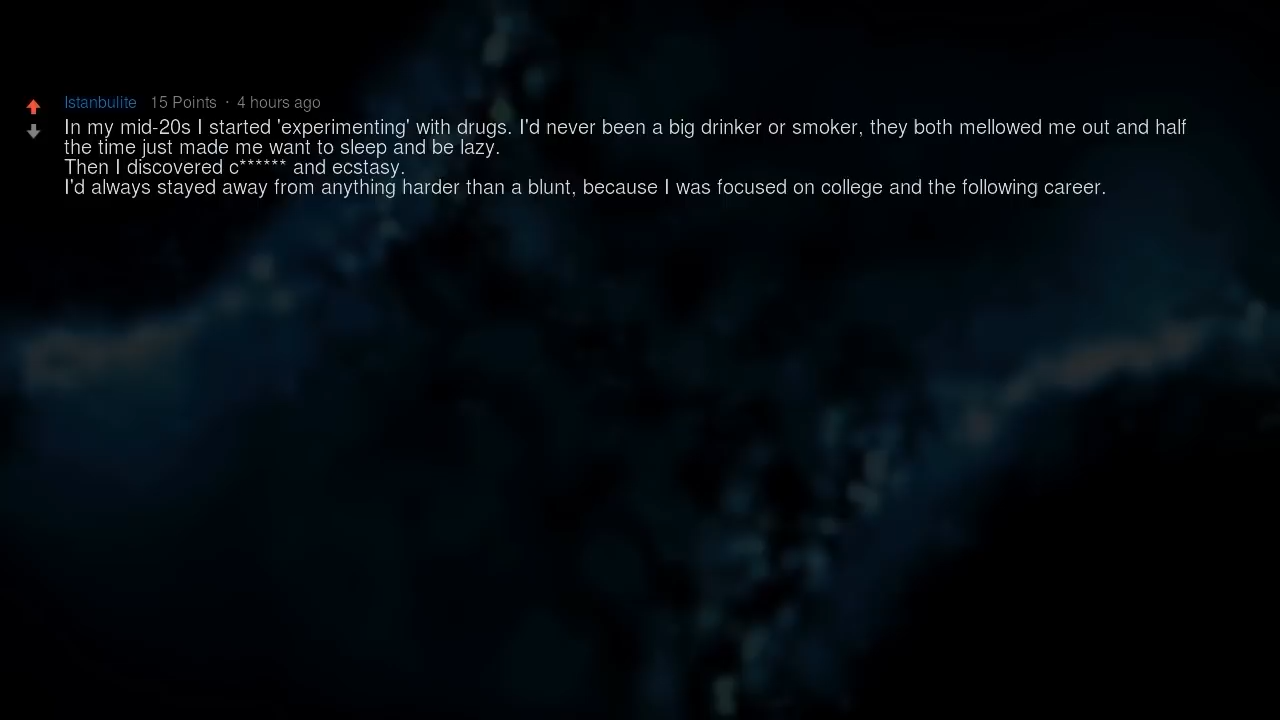 Istanbulite 15 Points · 4 hours ago
In my mid-20s I started 'experimenting' with drugs. I'd never been a big drinker or smoker, they both mellowed me out and half
the time just made me want to sleep and be lazy.
Then I discovered c****** and ecstasy.
I'd always stayed away from anything harder than a blunt, because I was focused on college and the following career.